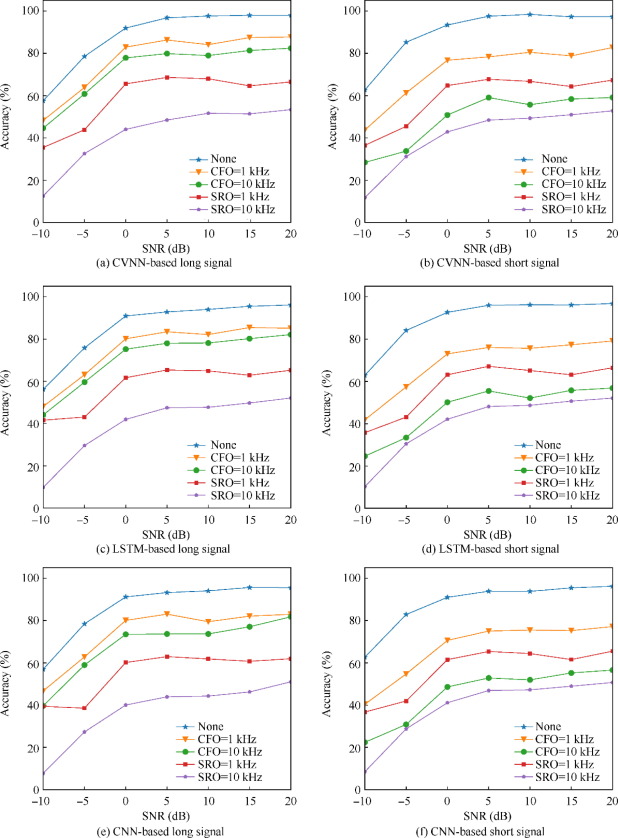 100
80
60
40
20
0
Accuracy (%)
None
CFO=1 kHz
CFO=10 kHz
SRO=1 kHz
SRO=10 kHz
−10 −5 0 5 10 15 20
SNR (dB)
(a) CVNN-based long signal
100
80
60
40
20
0
Accuracy (%)
None
CFO=1 kHz
CFO=10 kHz
SRO=1 kHz
SRO=10 kHz
−10 −5 0 5 10 15 20
SNR (dB)
(b) CVNN-based short signal
100
80
60
40
20
0
Accuracy (%)
None
CFO=1 kHz
CFO=10 kHz
SRO=1 kHz
SRO=10 kHz
−10 −5 0 5 10 15 20
SNR (dB)
(c) LSTM-based long signal
100
80
60
40
20
0
Accuracy (%)
None
CFO=1 kHz
CFO=10 kHz
SRO=1 kHz
SRO=10 kHz
−10 −5 0 5 10 15 20
SNR (dB)
(d) LSTM-based short signal
100
80
60
40
20
0
Accuracy (%)
None
CFO=1 kHz
CFO=10 kHz
SRO=1 kHz
SRO=10 kHz
−10 −5 0 5 10 15 20
SNR (dB)
(e) CNN-based long signal
100
80
60
40
20
0
Accuracy (%)
None
CFO=1 kHz
CFO=10 kHz
SRO=1 kHz
SRO=10 kHz
−10 −5 0 5 10 15 20
SNR (dB)
(f) CNN-based short signal